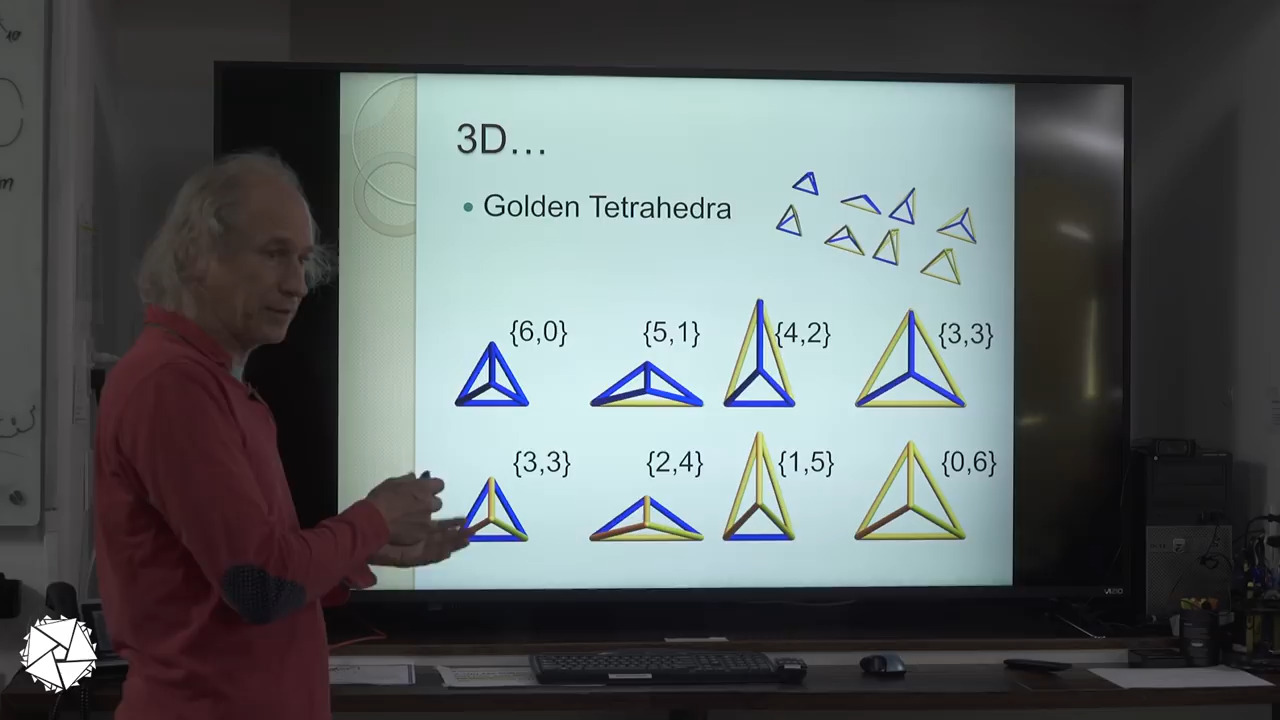 3D...
• Golden Tetrahedra
{6,0} {5,1} {4,2} {3,3}
{3,3} {2,4} {1,5} {0,6}
VIZIO